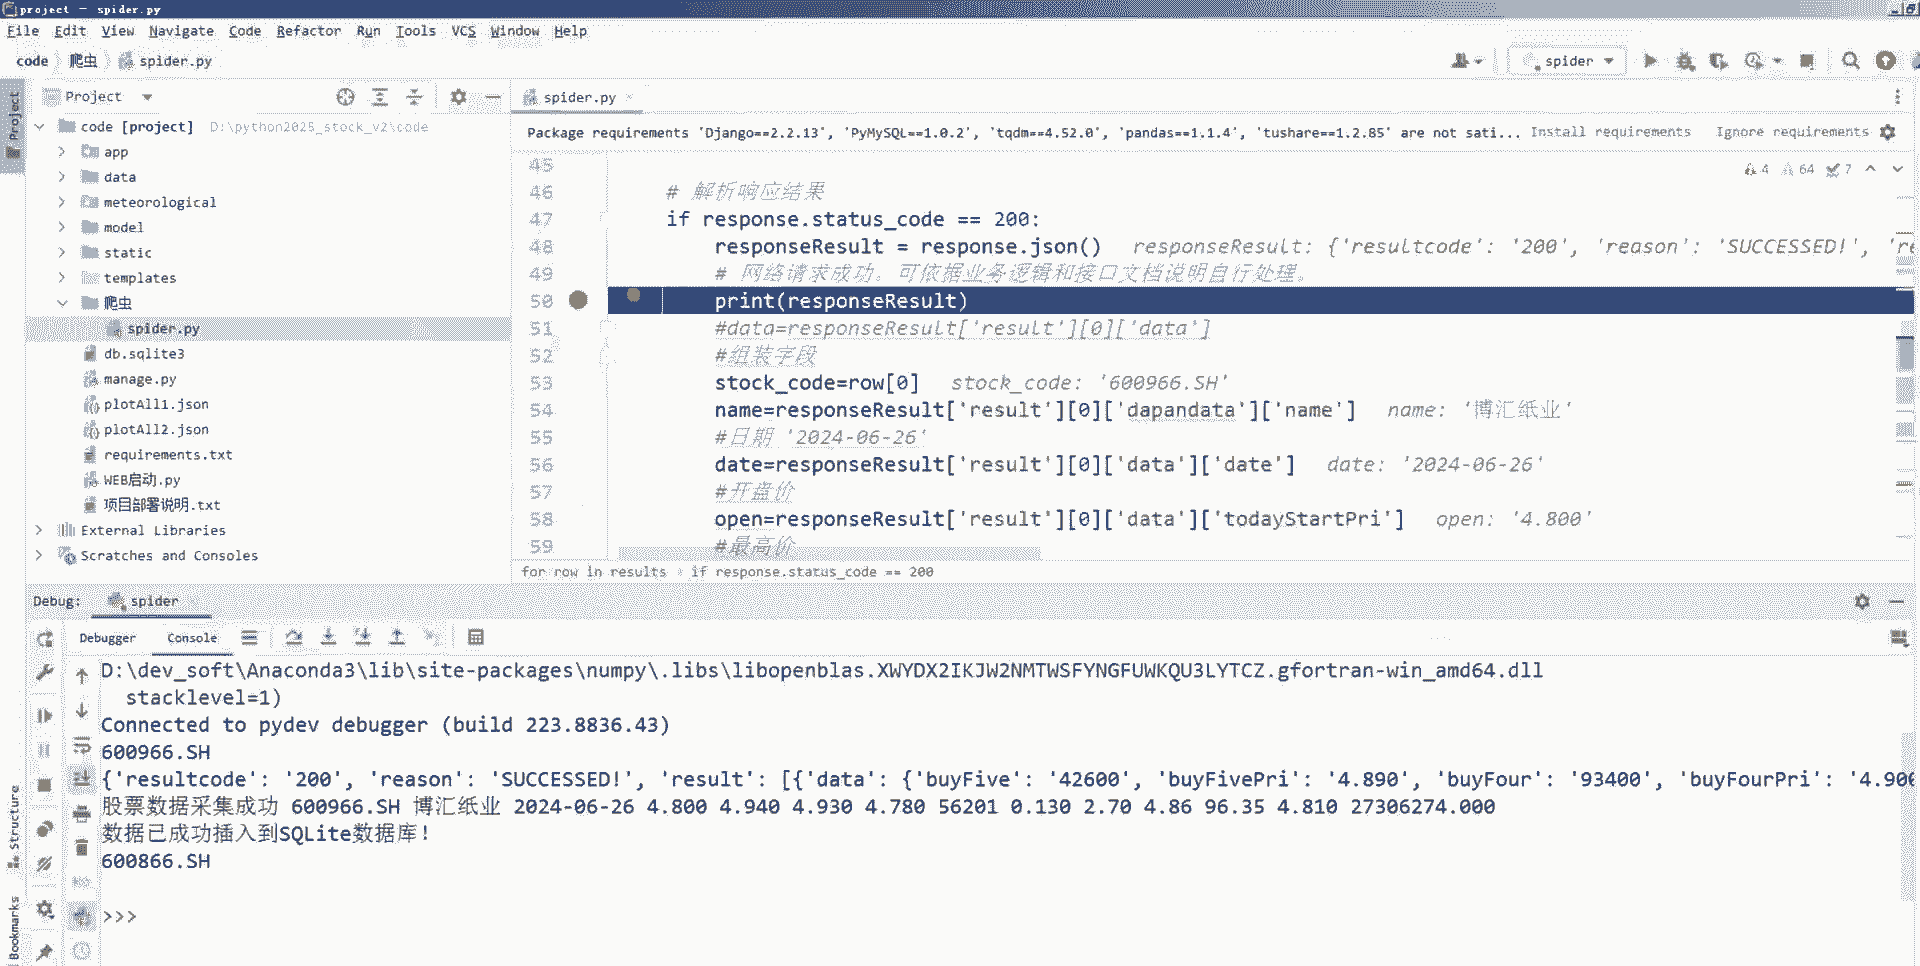 project - spider.py
File Edit View Navigate Code Refactor Run Tools VCS Window Help
code 爬虫 spider.py
spider
Project
Project
spider.py
code [project] D:\python2025_stock_v2\code
app
data
meteorological
model
static
templates
爬虫
spider.py
db.sqlite3
manage.py
plotAll1.json
plotAll2.json
requirements.txt
WEB启动.py
项目部署说明.txt
External Libraries
Scratches and Consoles
Package requirements 'Django==2.2.13', 'PyMySQL==1.0.2', 'tqdm==4.52.0', 'pandas==1.1.4', 'tushare==1.2.85' are not sati... Install requirements Ignore requirements
4 64 7
45
46 # 解析响应结果
47 if response.status_code == 200:
48 responseResult = response.json() responseResult: {'resultcode': '200', 'reason': 'SUCCESSED!', 're
49 # 网络请求成功。可依据业务逻辑和接口文档说明自行处理。
50 print(responseResult)
51 #data=responseResult['result'][0]['data']
52 #组装字段
53 stock_code=row[0] stock_code: '600966.SH'
54 name=responseResult['result'][0]['dapandata']['name'] name: '博汇纸业'
55 #日期 '2024-06-26'
56 date=responseResult['result'][0]['data']['date'] date: '2024-06-26'
57 #开盘价
58 open=responseResult['result'][0]['data']['todayStartPri'] open: '4.800'
59 #最高价
for row in results › if response.status_code == 200
Debug: spider
Debugger Console
D:\dev_soft\Anaconda3\lib\site-packages\numpy\.libs\libopenblas.XWYDX2IKJW2NMTWSFYNGFUWKQU3LYTCZ.gfortran-win_amd64.dll
stacklevel=1)
Connected to pydev debugger (build 223.8836.43)
600966.SH
{'resultcode': '200', 'reason': 'SUCCESSED!', 'result': [{'data': {'buyFive': '42600', 'buyFivePri': '4.890', 'buyFour': '93400', 'buyFourPri': '4.900
股票数据采集成功 600966.SH 博汇纸业 2024-06-26 4.800 4.940 4.930 4.780 56201 0.130 2.70 4.86 96.35 4.810 27306274.000
数据已成功插入到SQLite数据库!
600866.SH
>>>
Structure
Bookmarks